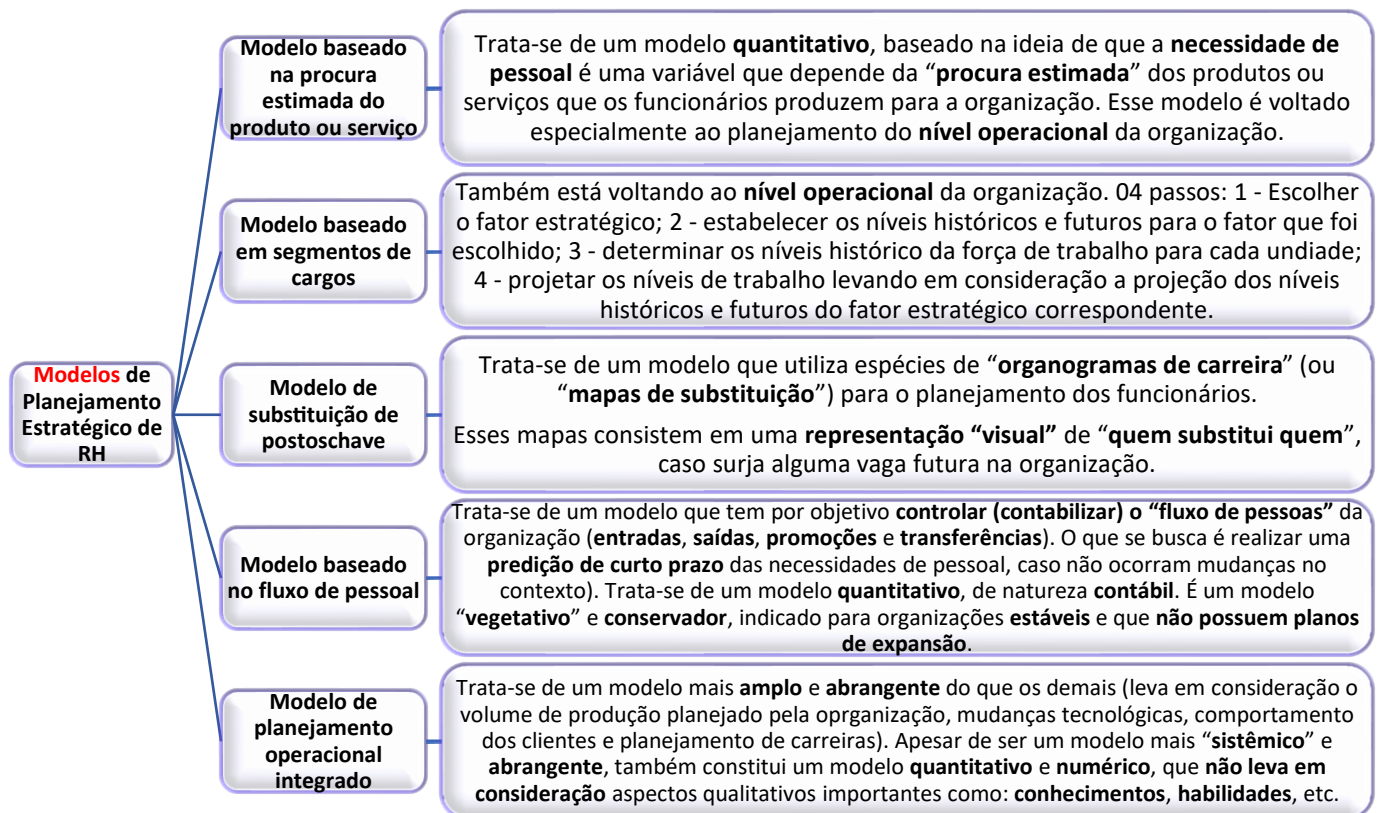 Modelos de
Planejamento
Estratégico de
RH
Modelo baseado
na procura
estimada do
produto ou serviço
Trata-se de um modelo quantitativo, baseado na ideia de que a necessidade de
pessoal é uma variável que depende da “procura estimada” dos produtos ou
serviços que os funcionários produzem para a organização. Esse modelo é voltado
especialmente ao planejamento do nível operacional da organização.
Modelo baseado
em segmentos de
cargos
Também está voltando ao nível operacional da organização. 04 passos: 1 - Escolher
o fator estratégico; 2 - estabelecer os níveis históricos e futuros para o fator que foi
escolhido; 3 - determinar os níveis histórico da força de trabalho para cada undiade;
4 - projetar os níveis de trabalho levando em consideração a projeção dos níveis
históricos e futuros do fator estratégico correspondente.
Modelo de
substituição de
postoschave
Trata-se de um modelo que utiliza espécies de “organogramas de carreira” (ou
“mapas de substituição”) para o planejamento dos funcionários.
Esses mapas consistem em uma representação “visual” de “quem substitui quem”,
caso surja alguma vaga futura na organização.
Modelo baseado
no fluxo de pessoal
Trata-se de um modelo que tem por objetivo controlar (contabilizar) o “fluxo de pessoas” da
organização (entradas, saídas, promoções e transferências). O que se busca é realizar uma
predição de curto prazo das necessidades de pessoal, caso não ocorram mudanças no
contexto). Trata-se de um modelo quantitativo, de natureza contábil. É um modelo
“vegetativo” e conservador, indicado para organizações estáveis e que não possuem planos
de expansão.
Modelo de
planejamento
operacional
integrado
Trata-se de um modelo mais amplo e abrangente do que os demais (leva em consideração o
volume de produção planejado pela oprganização, mudanças tecnológicas, comportamento
dos clientes e planejamento de carreiras). Apesar de ser um modelo mais “sistêmico” e
abrangente, também constitui um modelo quantitativo e numérico, que não leva em
consideração aspectos qualitativos importantes como: conhecimentos, habilidades, etc.